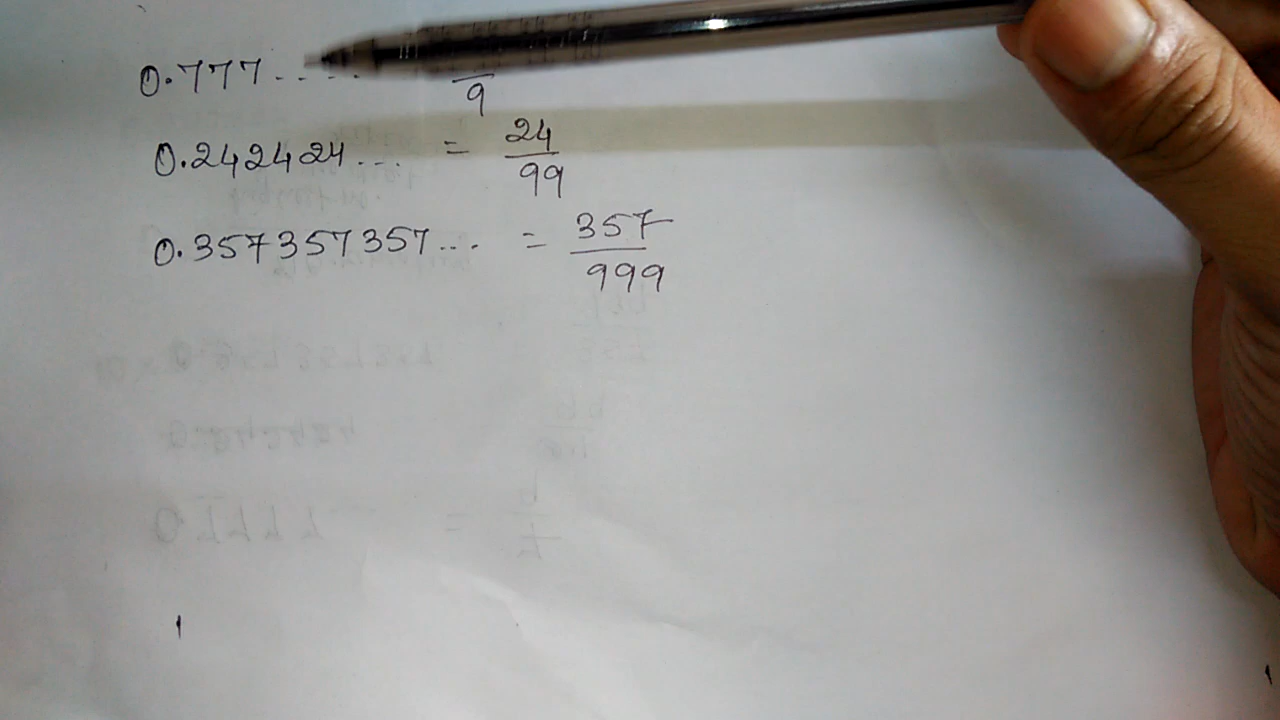 0.777..... 9
0.242424... = 24/99
0.357357357... = 357/999